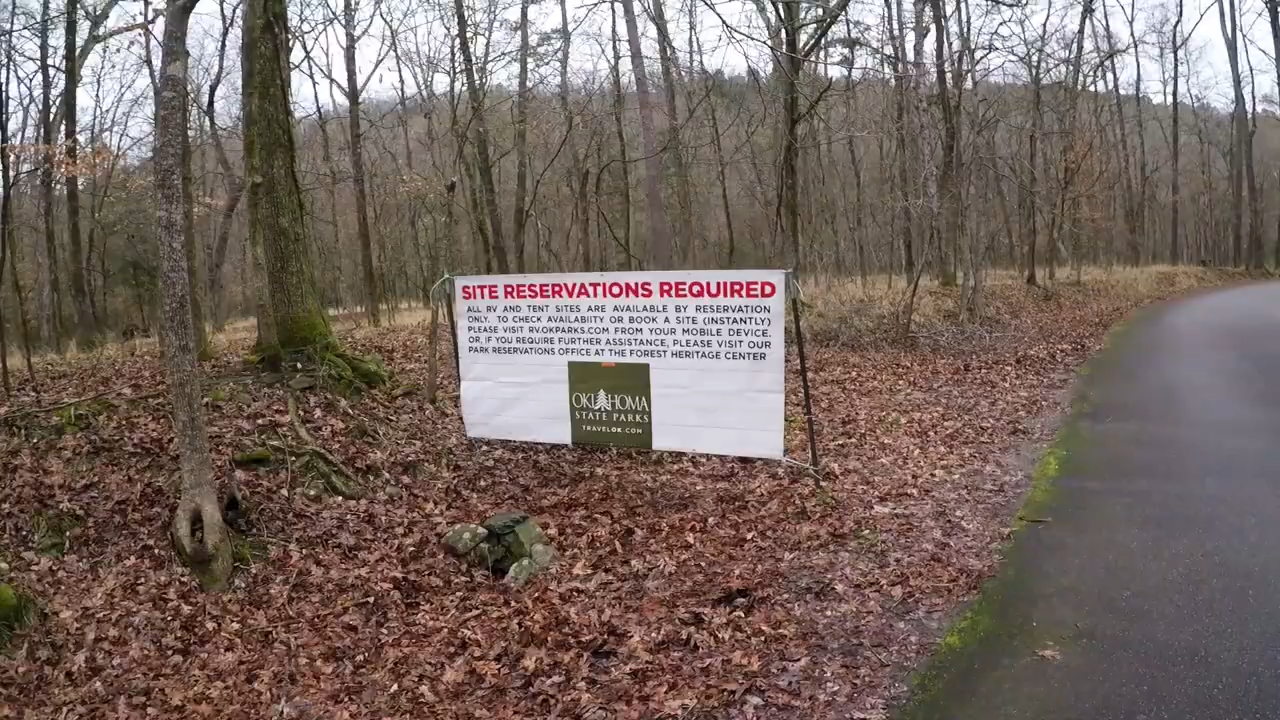 SITE RESERVATIONS REQUIRED
ALL RV AND TENT SITES ARE AVAILABLE BY RESERVATION
ONLY. TO CHECK AVAILABIITY OR BOOK A SITE (INSTANTLY)
PLEASE VISIT RV.OKPARKS.COM FROM YOUR MOBILE DEVICE.
OR, IF YOU REQUIRE FURTHER ASSISTANCE, PLEASE VISIT OUR
PARK RESERVATIONS OFFICE AT THE FOREST HERITAGE CENTER
OKLAHOMA
STATE PARKS
TRAVELOK.COM